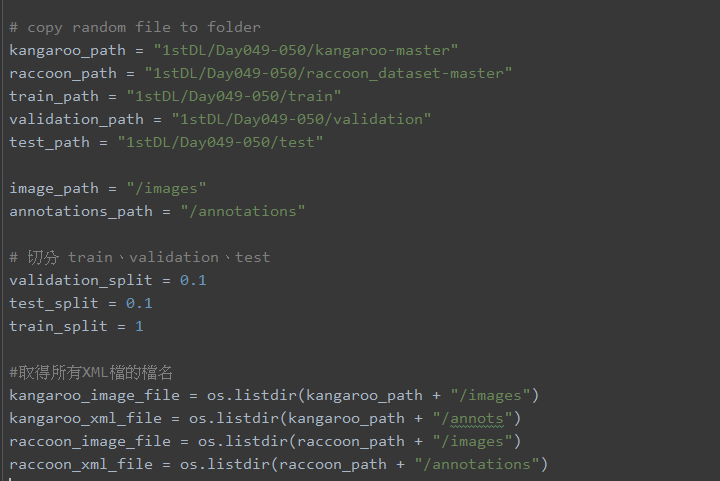 # copy random file to folder
kangaroo_path = "1stDL/Day049-050/kangaroo-master"
raccoon_path = "1stDL/Day049-050/raccoon_dataset-master"
train_path = "1stDL/Day049-050/train"
validation_path = "1stDL/Day049-050/validation"
test_path = "1stDL/Day049-050/test"
image_path = "/images"
annotations_path = "/annotations"
# 切分 train、validation、test
validation_split = 0.1
test_split = 0.1
train_split = 1
#取得所有XML檔的檔名
kangaroo_image_file = os.listdir(kangaroo_path + "/images")
kangaroo_xml_file = os.listdir(kangaroo_path + "/annots")
raccoon_image_file = os.listdir(raccoon_path + "/images")
raccoon_xml_file = os.listdir(raccoon_path + "/annotations")